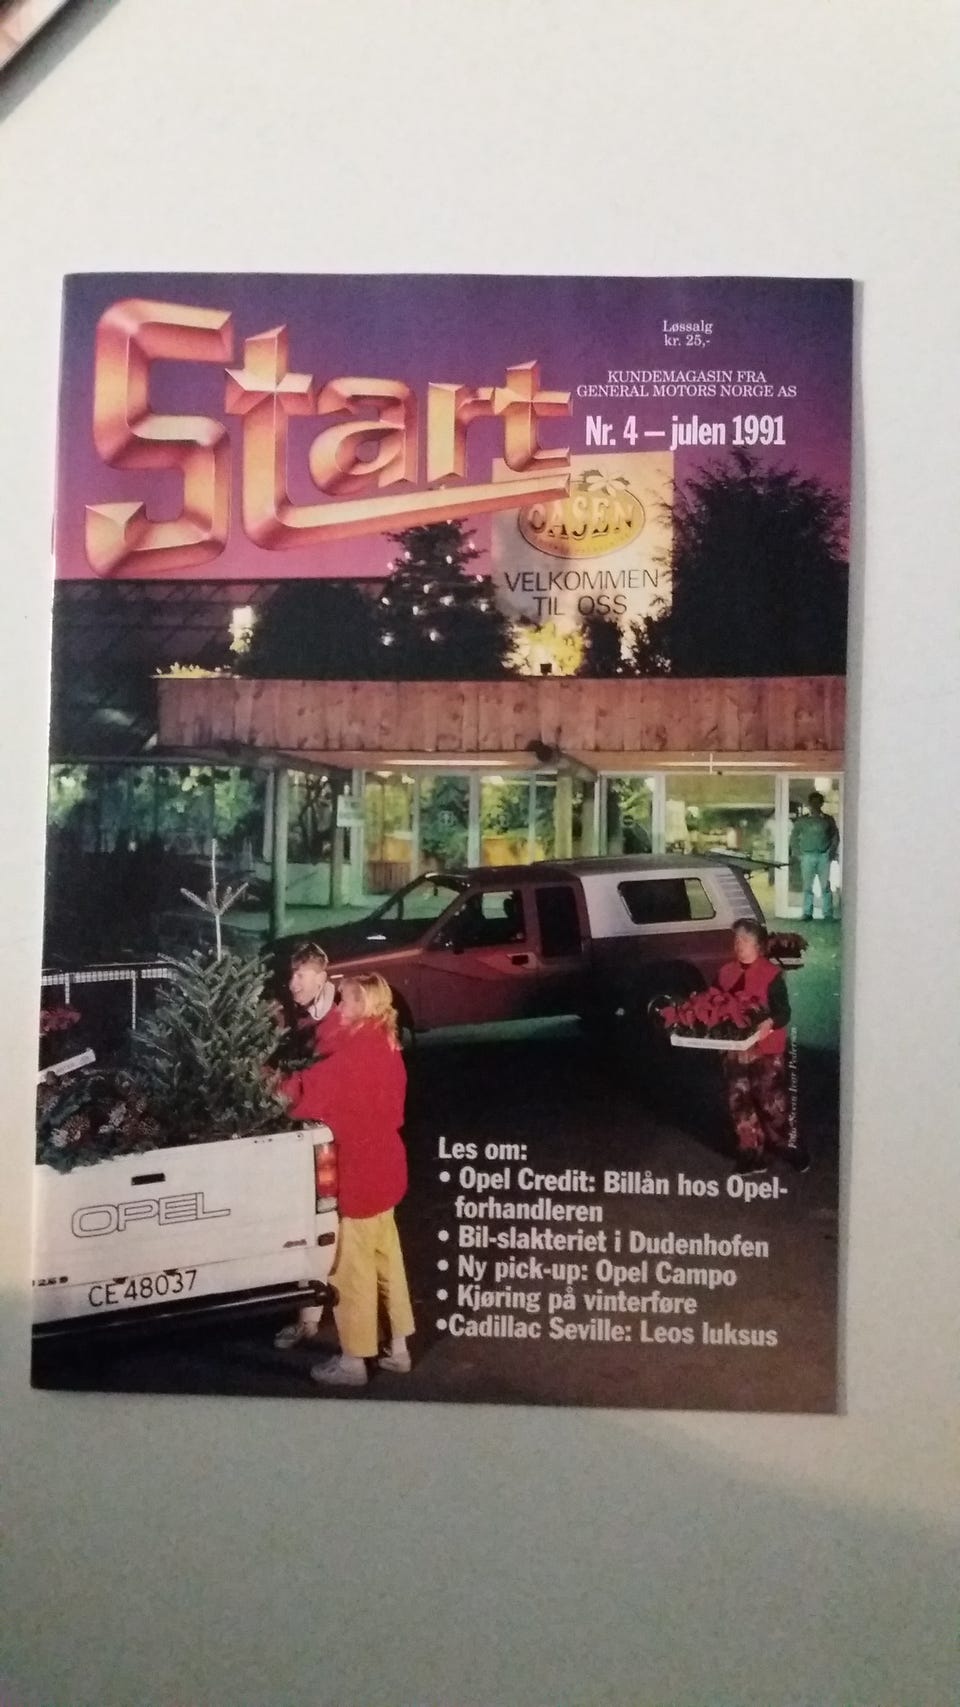 Start
Løssalg
kr. 25,-
KUNDEMAGASIN FRA
GENERAL MOTORS NORGE AS
Nr. 4 – julen 1991
OASEN
VELKOMMEN
TIL OSS
Les om:
• Opel Credit: Billån hos Opel-
forhandleren
• Bil-slakteriet i Dudenhofen
• Ny pick-up: Opel Campo
• Kjøring på vinterføre
•Cadillac Seville: Leos luksus
OPEL
CE 48037